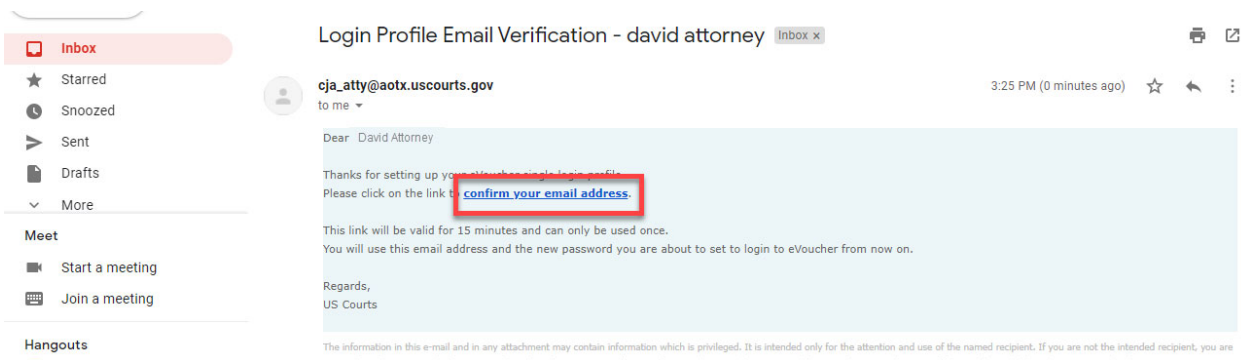 Login Profile Email Verification - david attorney Inbox x
Inbox
Starred
Snoozed
Sent
Drafts
More
Meet
Start a meeting
Join a meeting
Hangouts
cja_atty@aotx.uscourts.gov 3:25 PM (0 minutes ago)
to me
Dear David Attorney
Thanks for setting up your eVoucher single login profile.
Please click on the link to confirm your email address.
This link will be valid for 15 minutes and can only be used once.
You will use this email address and the new password you are about to set to login to eVoucher from now on.
Regards,
US Courts
The information in this e-mail and in any attachment may contain information which is privileged. It is intended only for the attention and use of the named recipient. If you are not the intended recipient, you are